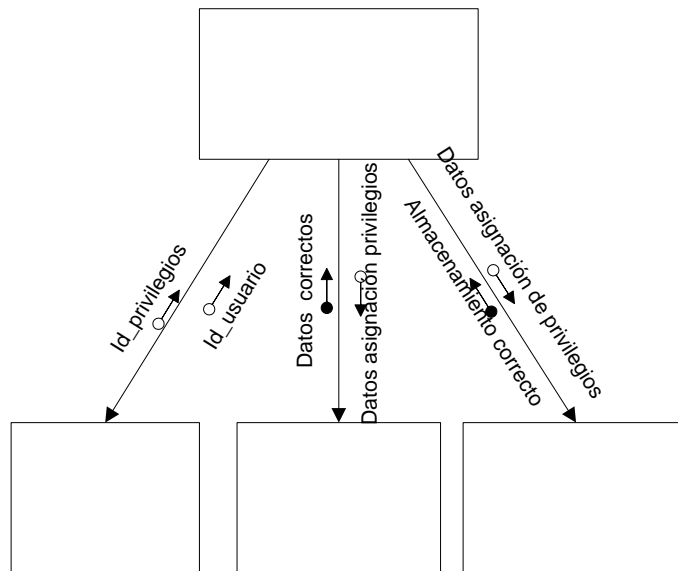 Id_privilegios
Id_usuario
Datos correctos
Datos asignación privilegios
Almacenamiento correcto
Datos asignación de privilegios